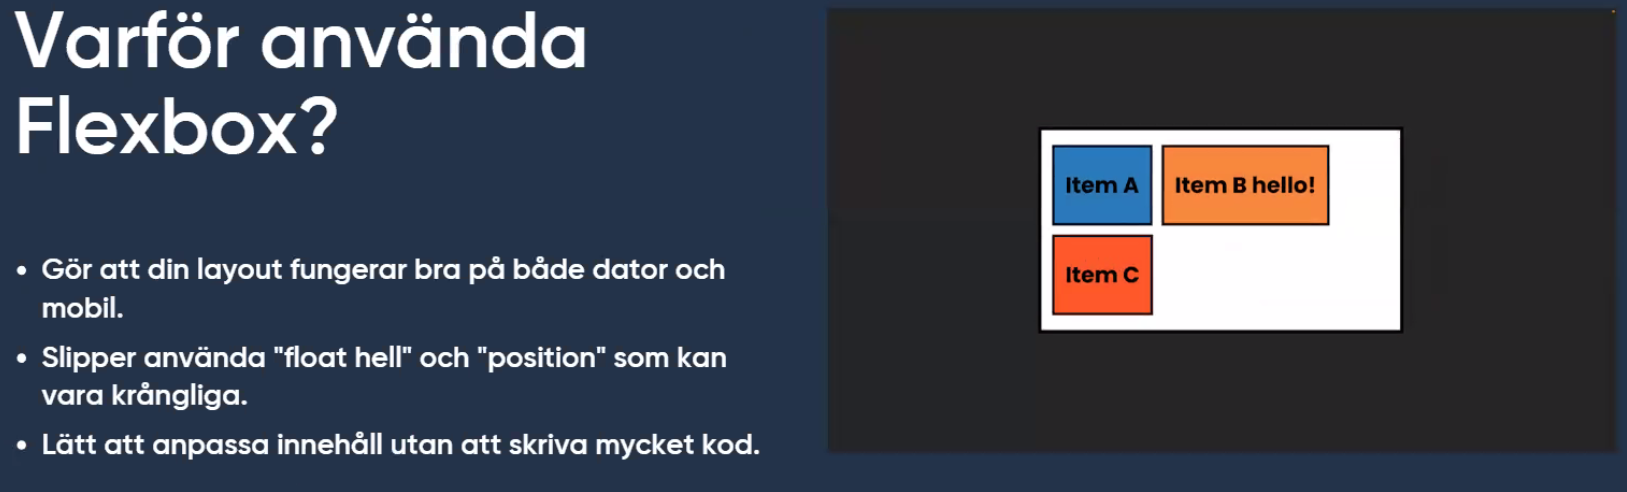 Varför använda
Flexbox?
• Gör att din layout fungerar bra på både dator och
mobil.
• Slipper använda "float hell" och "position" som kan
vara krångliga.
• Lätt att anpassa innehåll utan att skriva mycket kod.
Item A
Item B hello!
Item C